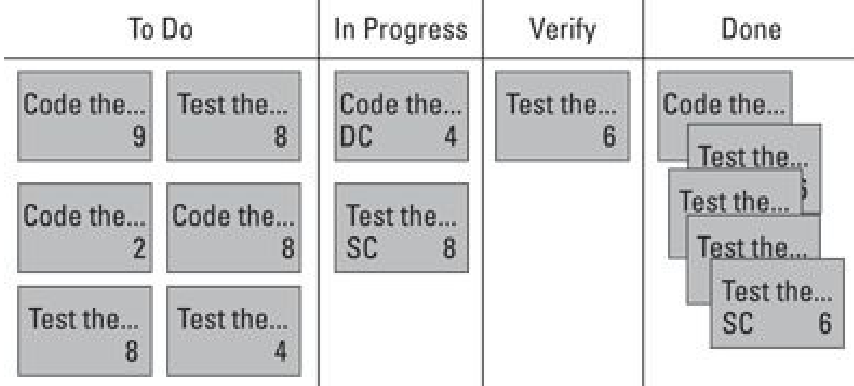 To Do
In Progress
Verify
Done
Code the...
9
Test the...
8
Code the...
DC 4
Test the...
6
Code the...
Test the...
Test the...
Test the...
Test the...
SC 6
Code the...
2
Code the...
8
Test the...
SC 8
Test the...
8
Test the...
4